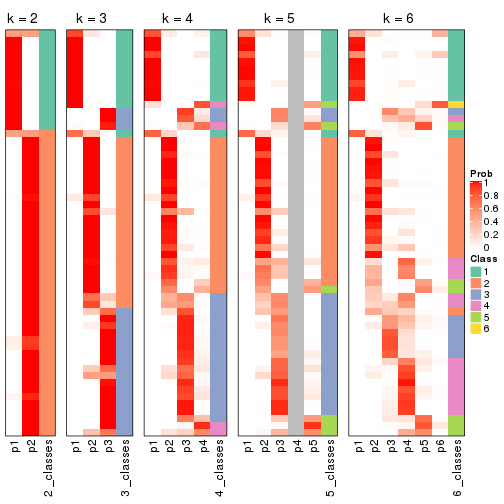 k = 2
k = 3
k = 4
k = 5
k = 6
Prob
1
0.8
0.6
0.4
0.2
0
Class
1
2
3
4
5
6
p1
p2
2_classes
p1
p2
p3
3_classes
p1
p2
p3
p4
4_classes
p1
p2
p3
p4
p5
5_classes
p1
p2
p3
p4
p5
p6
6_classes